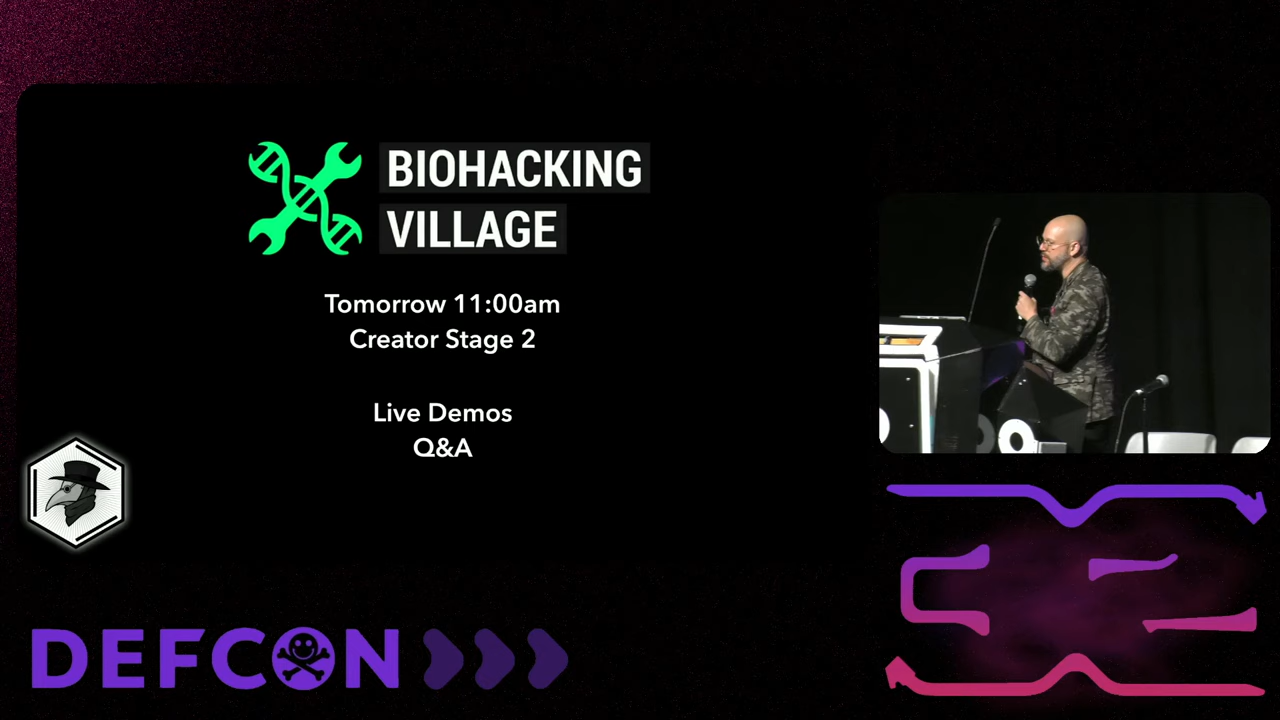 BIOHACKING
VILLAGE
Tomorrow 11:00am
Creator Stage 2
Live Demos
Q&A
DEFCON